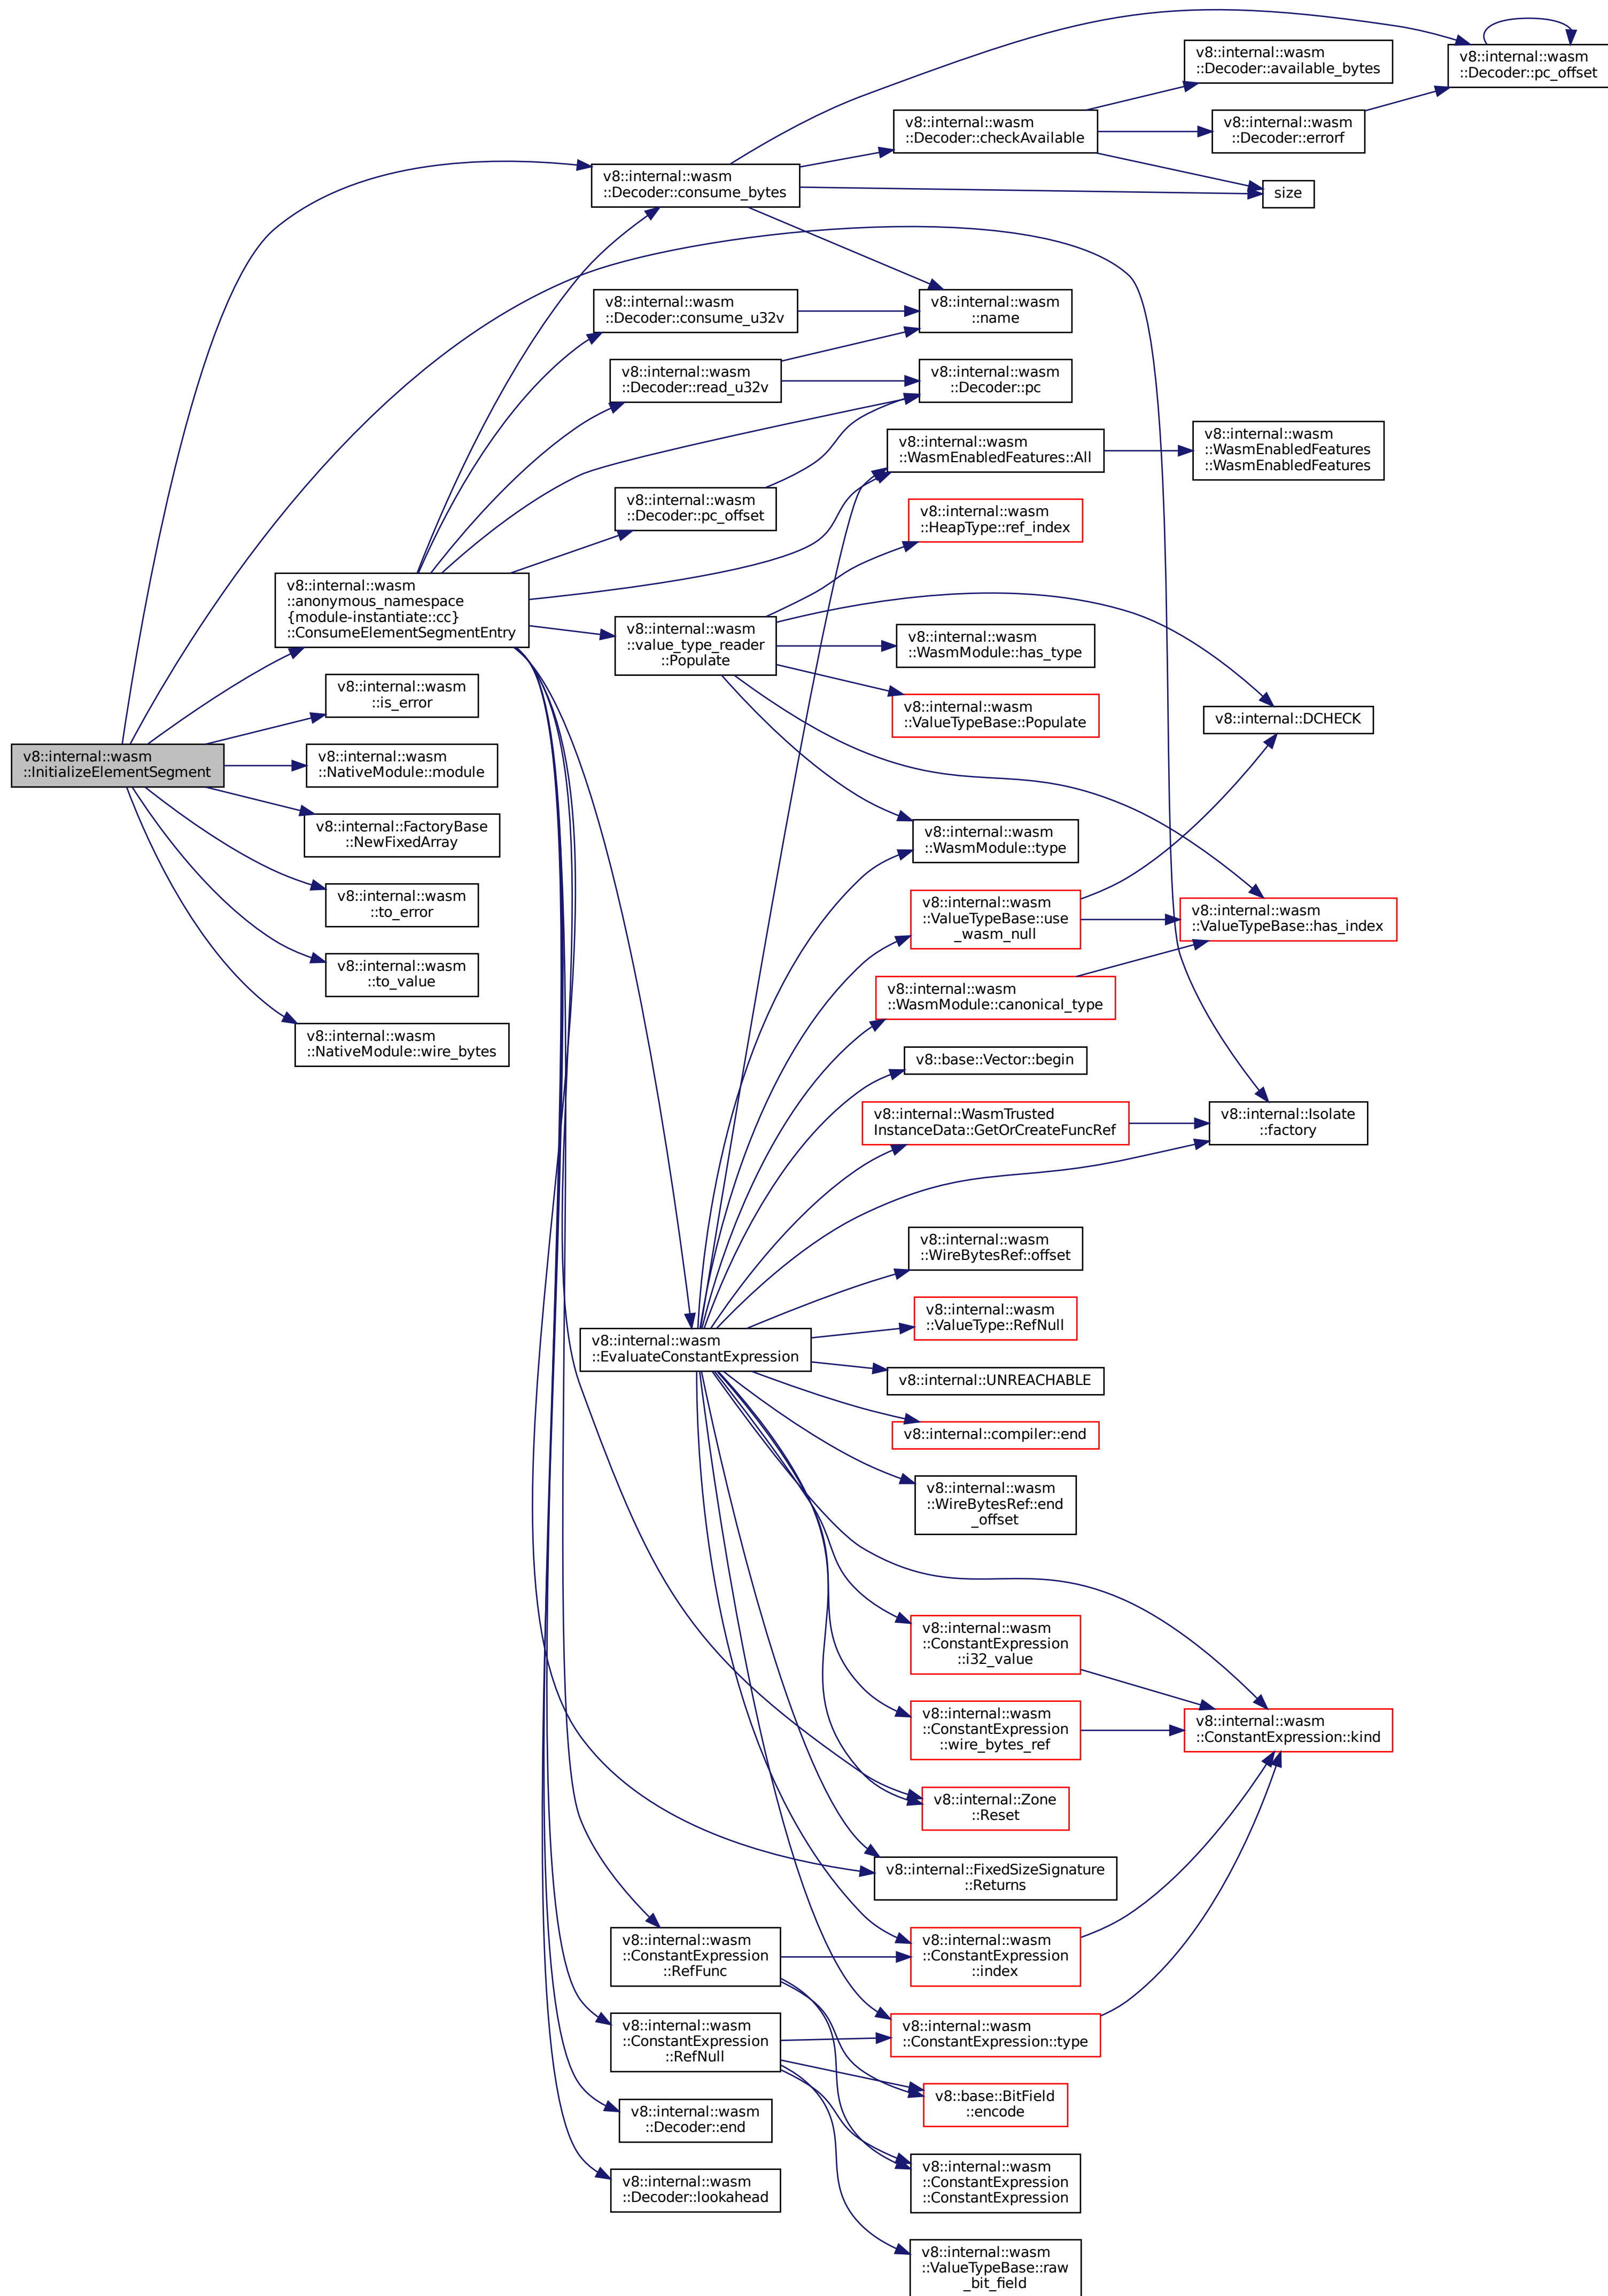 v8::internal::wasm
::InitializeElementSegment
v8::internal::wasm
::Decoder::consume_bytes
v8::internal::wasm
::anonymous_namespace
{module-instantiate::cc}
::ConsumeElementSegmentEntry
v8::internal::wasm
::is_error
v8::internal::wasm
::NativeModule::module
v8::internal::FactoryBase
::NewFixedArray
v8::internal::wasm
::to_error
v8::internal::wasm
::to_value
v8::internal::wasm
::NativeModule::wire_bytes
v8::internal::wasm
::Decoder::consume_u32v
v8::internal::wasm
::Decoder::read_u32v
v8::internal::wasm
::Decoder::pc_offset
v8::internal::wasm
::value_type_reader
::Populate
v8::internal::wasm
::EvaluateConstantExpression
v8::internal::wasm
::ConstantExpression
::RefFunc
v8::internal::wasm
::ConstantExpression
::RefNull
v8::internal::wasm
::Decoder::end
v8::internal::wasm
::Decoder::lookahead
v8::internal::wasm
::Decoder::checkAvailable
v8::internal::wasm
::name
v8::internal::wasm
::Decoder::pc
v8::internal::wasm
::WasmEnabledFeatures::All
v8::internal::wasm
::HeapType::ref_index
v8::internal::wasm
::WasmModule::has_type
v8::internal::wasm
::ValueTypeBase::Populate
v8::internal::wasm
::WasmModule::type
v8::internal::wasm
::ValueTypeBase::use
_wasm_null
v8::internal::wasm
::WasmModule::canonical_type
v8::base::Vector::begin
v8::internal::WasmTrusted
InstanceData::GetOrCreateFuncRef
v8::internal::wasm
::WireBytesRef::offset
v8::internal::wasm
::ValueType::RefNull
v8::internal::UNREACHABLE
v8::internal::compiler::end
v8::internal::wasm
::WireBytesRef::end
_offset
v8::internal::wasm
::ConstantExpression
::i32_value
v8::internal::wasm
::ConstantExpression
::wire_bytes_ref
v8::internal::Zone
::Reset
v8::internal::FixedSizeSignature
::Returns
v8::internal::wasm
::ConstantExpression
::index
v8::internal::wasm
::ConstantExpression::type
v8::base::BitField
::encode
v8::internal::wasm
::ConstantExpression
::ConstantExpression
v8::internal::wasm
::ValueTypeBase::raw
_bit_field
v8::internal::wasm
::Decoder::available_bytes
v8::internal::wasm
::Decoder::errorf
size
v8::internal::wasm
::WasmEnabledFeatures
::WasmEnabledFeatures
v8::internal::DCHECK
v8::internal::wasm
::ValueTypeBase::has_index
v8::internal::Isolate
::factory
v8::internal::wasm
::ConstantExpression::kind
v8::internal::wasm
::Decoder::pc_offset